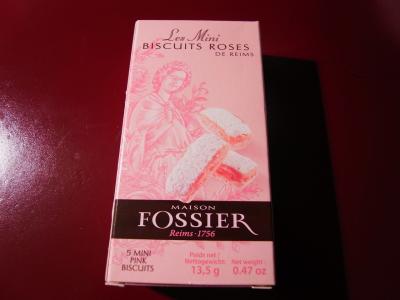 Les Mini
BISCUITS ROSES
DE REIMS
MAISON
FOSSIER
Reims · 1756
5 MINI
PINK
BISCUITS
Poids net /
Nettogewicht:
13,5 g
Net weight :
0.47 oz